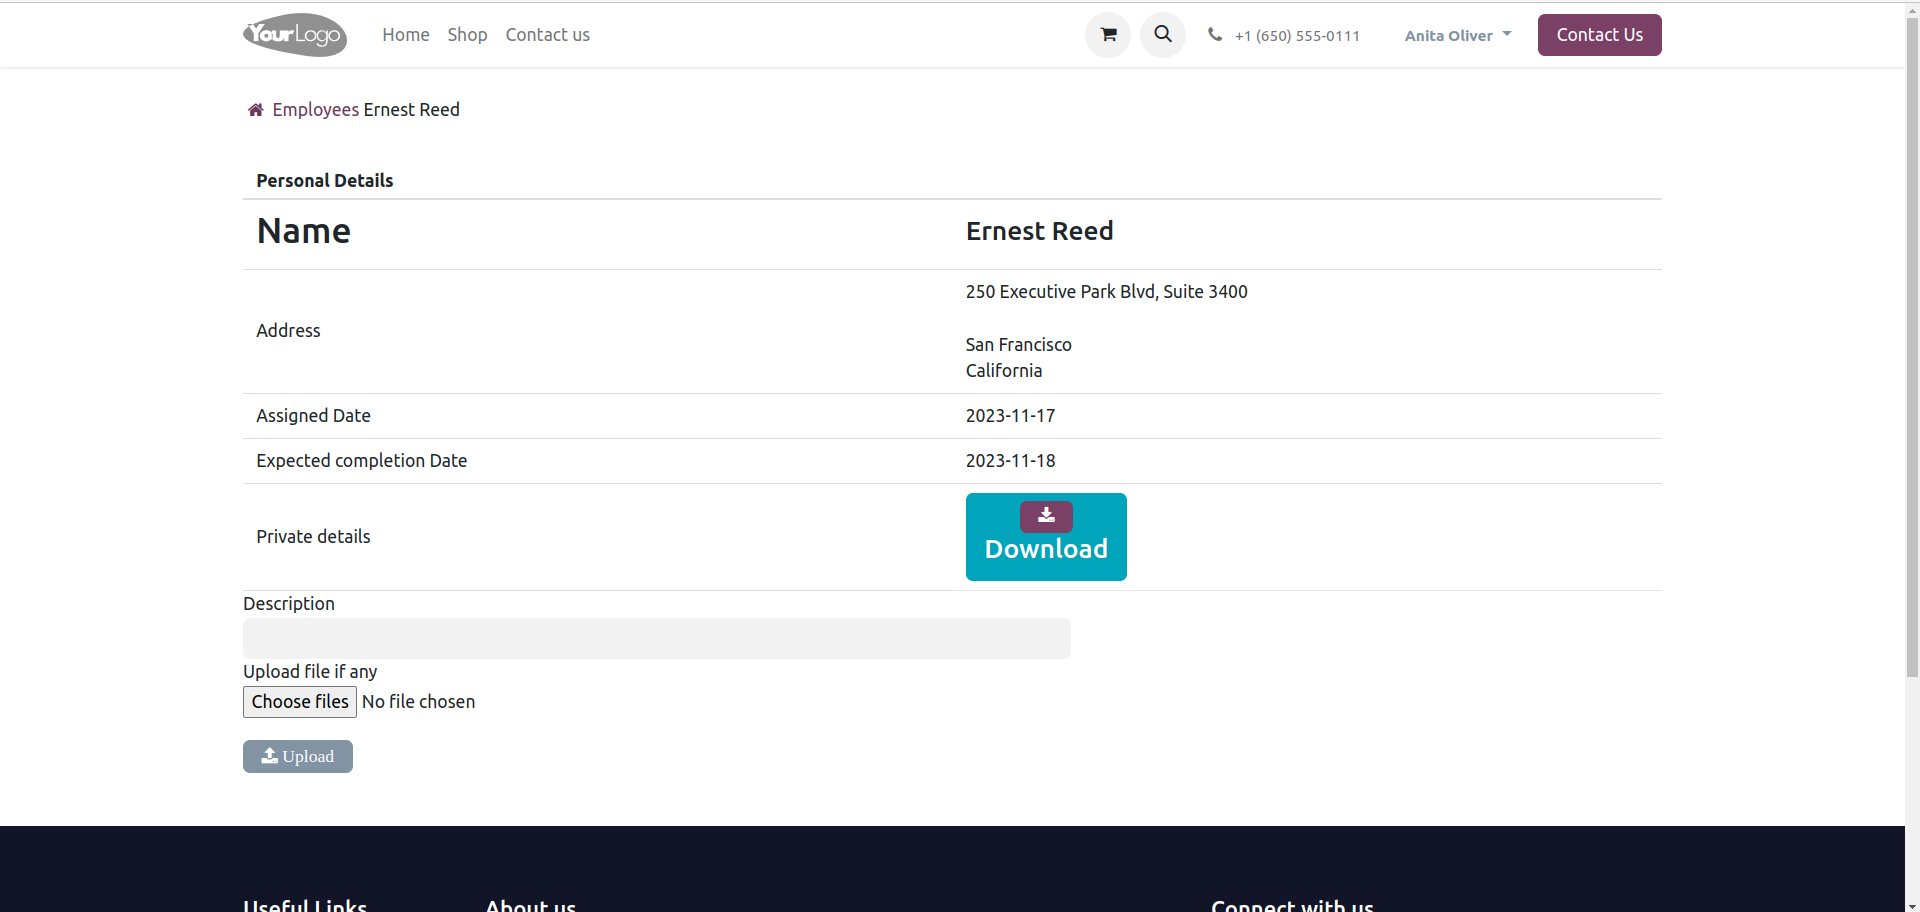 YourLogo
Home Shop Contact us
+1 (650) 555-0111
Anita Oliver
Contact Us
Employees Ernest Reed
Personal Details
Name Ernest Reed
Address
250 Executive Park Blvd, Suite 3400
San Francisco
California
Assigned Date 2023-11-17
Expected completion Date 2023-11-18
Private details
Download
Description
Upload file if any
Choose files No file chosen
Upload
Useful Links About us Connect with us